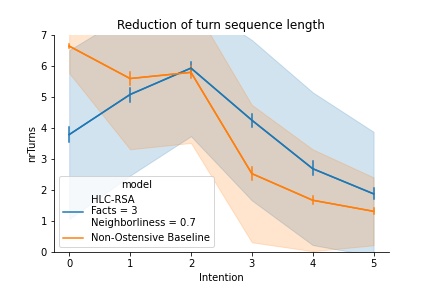 Reduction of turn sequence length
7
6
5
4
3
2
1
0
nrTurns
model
HLC-RSA
Facts = 3
Neighborliness = 0.7
Non-Ostensive Baseline
0 1 2 3 4 5
Intention